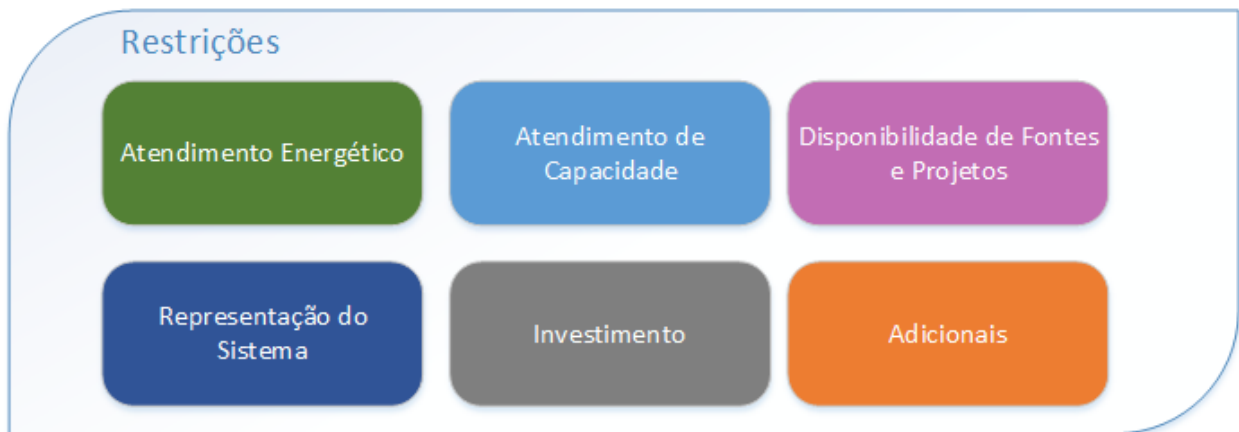 Restrições
Atendimento Energético
Atendimento de
Capacidade
Disponibilidade de Fontes
e Projetos
Representação do
Sistema
Investimento
Adicionais